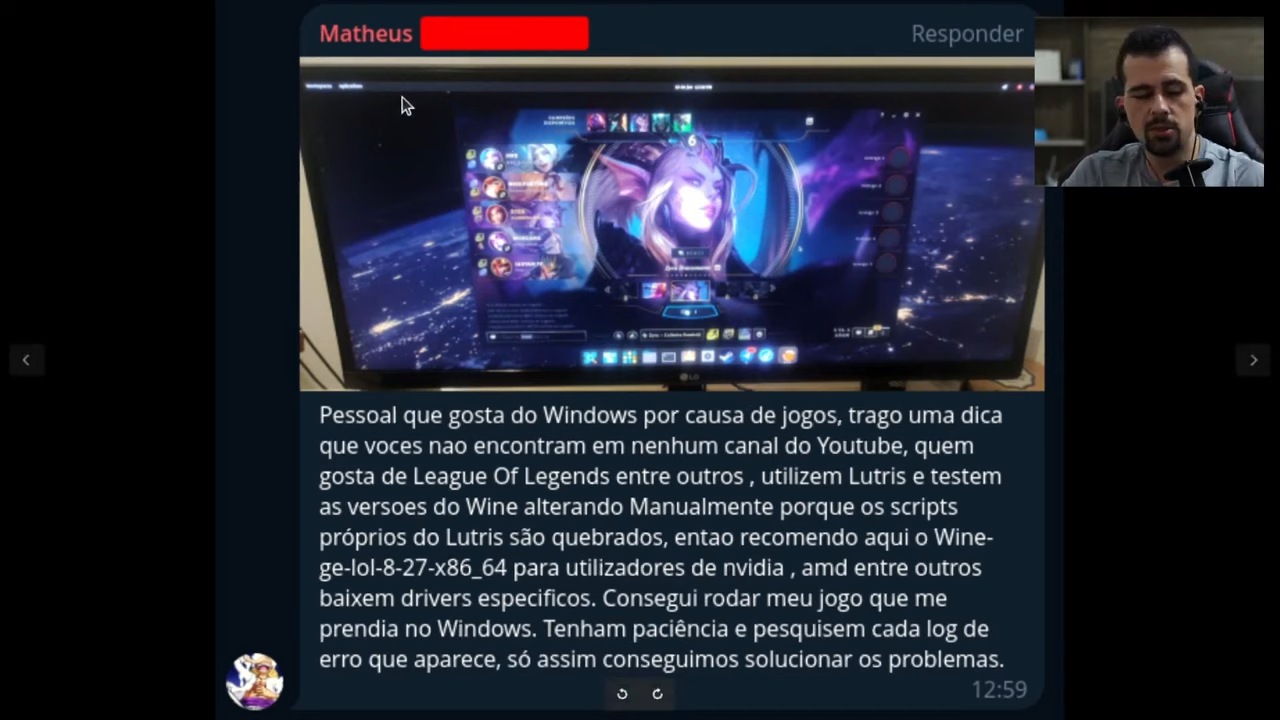 Matheus
Responder
6
LG
Pessoal que gosta do Windows por causa de jogos, trago uma dica
que voces nao encontram em nenhum canal do Youtube, quem
gosta de League Of Legends entre outros , utilizem Lutris e testem
as versoes do Wine alterando Manualmente porque os scripts
próprios do Lutris são quebrados, entao recomendo aqui o Wine-
ge-lol-8-27-x86_64 para utilizadores de nvidia , amd entre outros
baixem drivers especificos. Consegui rodar meu jogo que me
prendia no Windows. Tenham paciência e pesquisem cada log de
erro que aparece, só assim conseguimos solucionar os problemas.
12:59